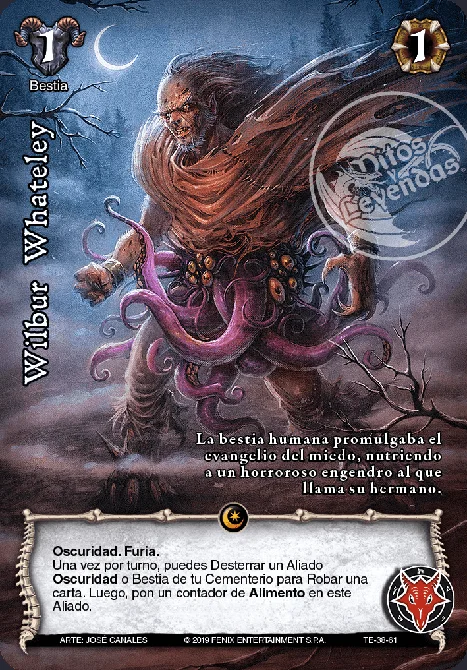 1
1
Bestia
Mitos
y
Leyendas
Wilbur Whateley
La bestia humana promulgaba el
evangelio del miedo, nutriendo
a un horroroso engendro al que
llama su hermano.
Oscuridad. Furia.
Una vez por turno, puedes Desterrar un Aliado
Oscuridad o Bestia de tu Cementerio para Robar una
carta. Luego, pon un contador de Alimento en este
Aliado.
ARTE: JOSÉ CANALES
© 2019 FENIX ENTERTAINMENT S.P.A.
TE-36-61